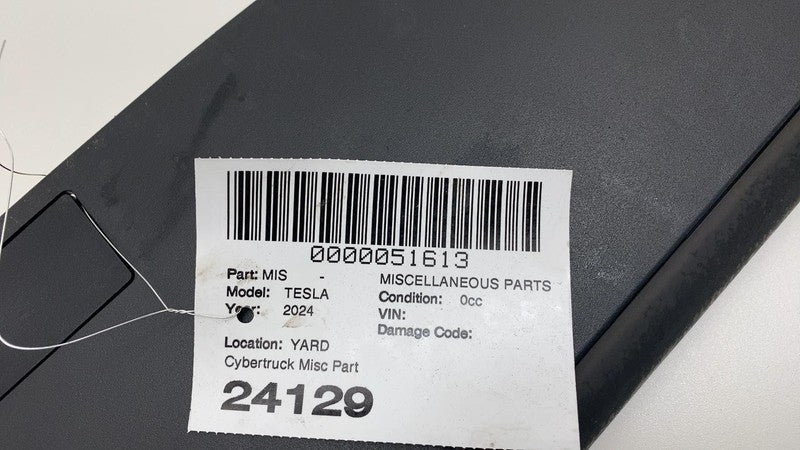 0000051613
Part: MIS - MISCELLANEOUS PARTS
Model: TESLA Condition: 0cc
Year: 2024 VIN:
Damage Code:
Location: YARD
Cybertruck Misc Part
24129